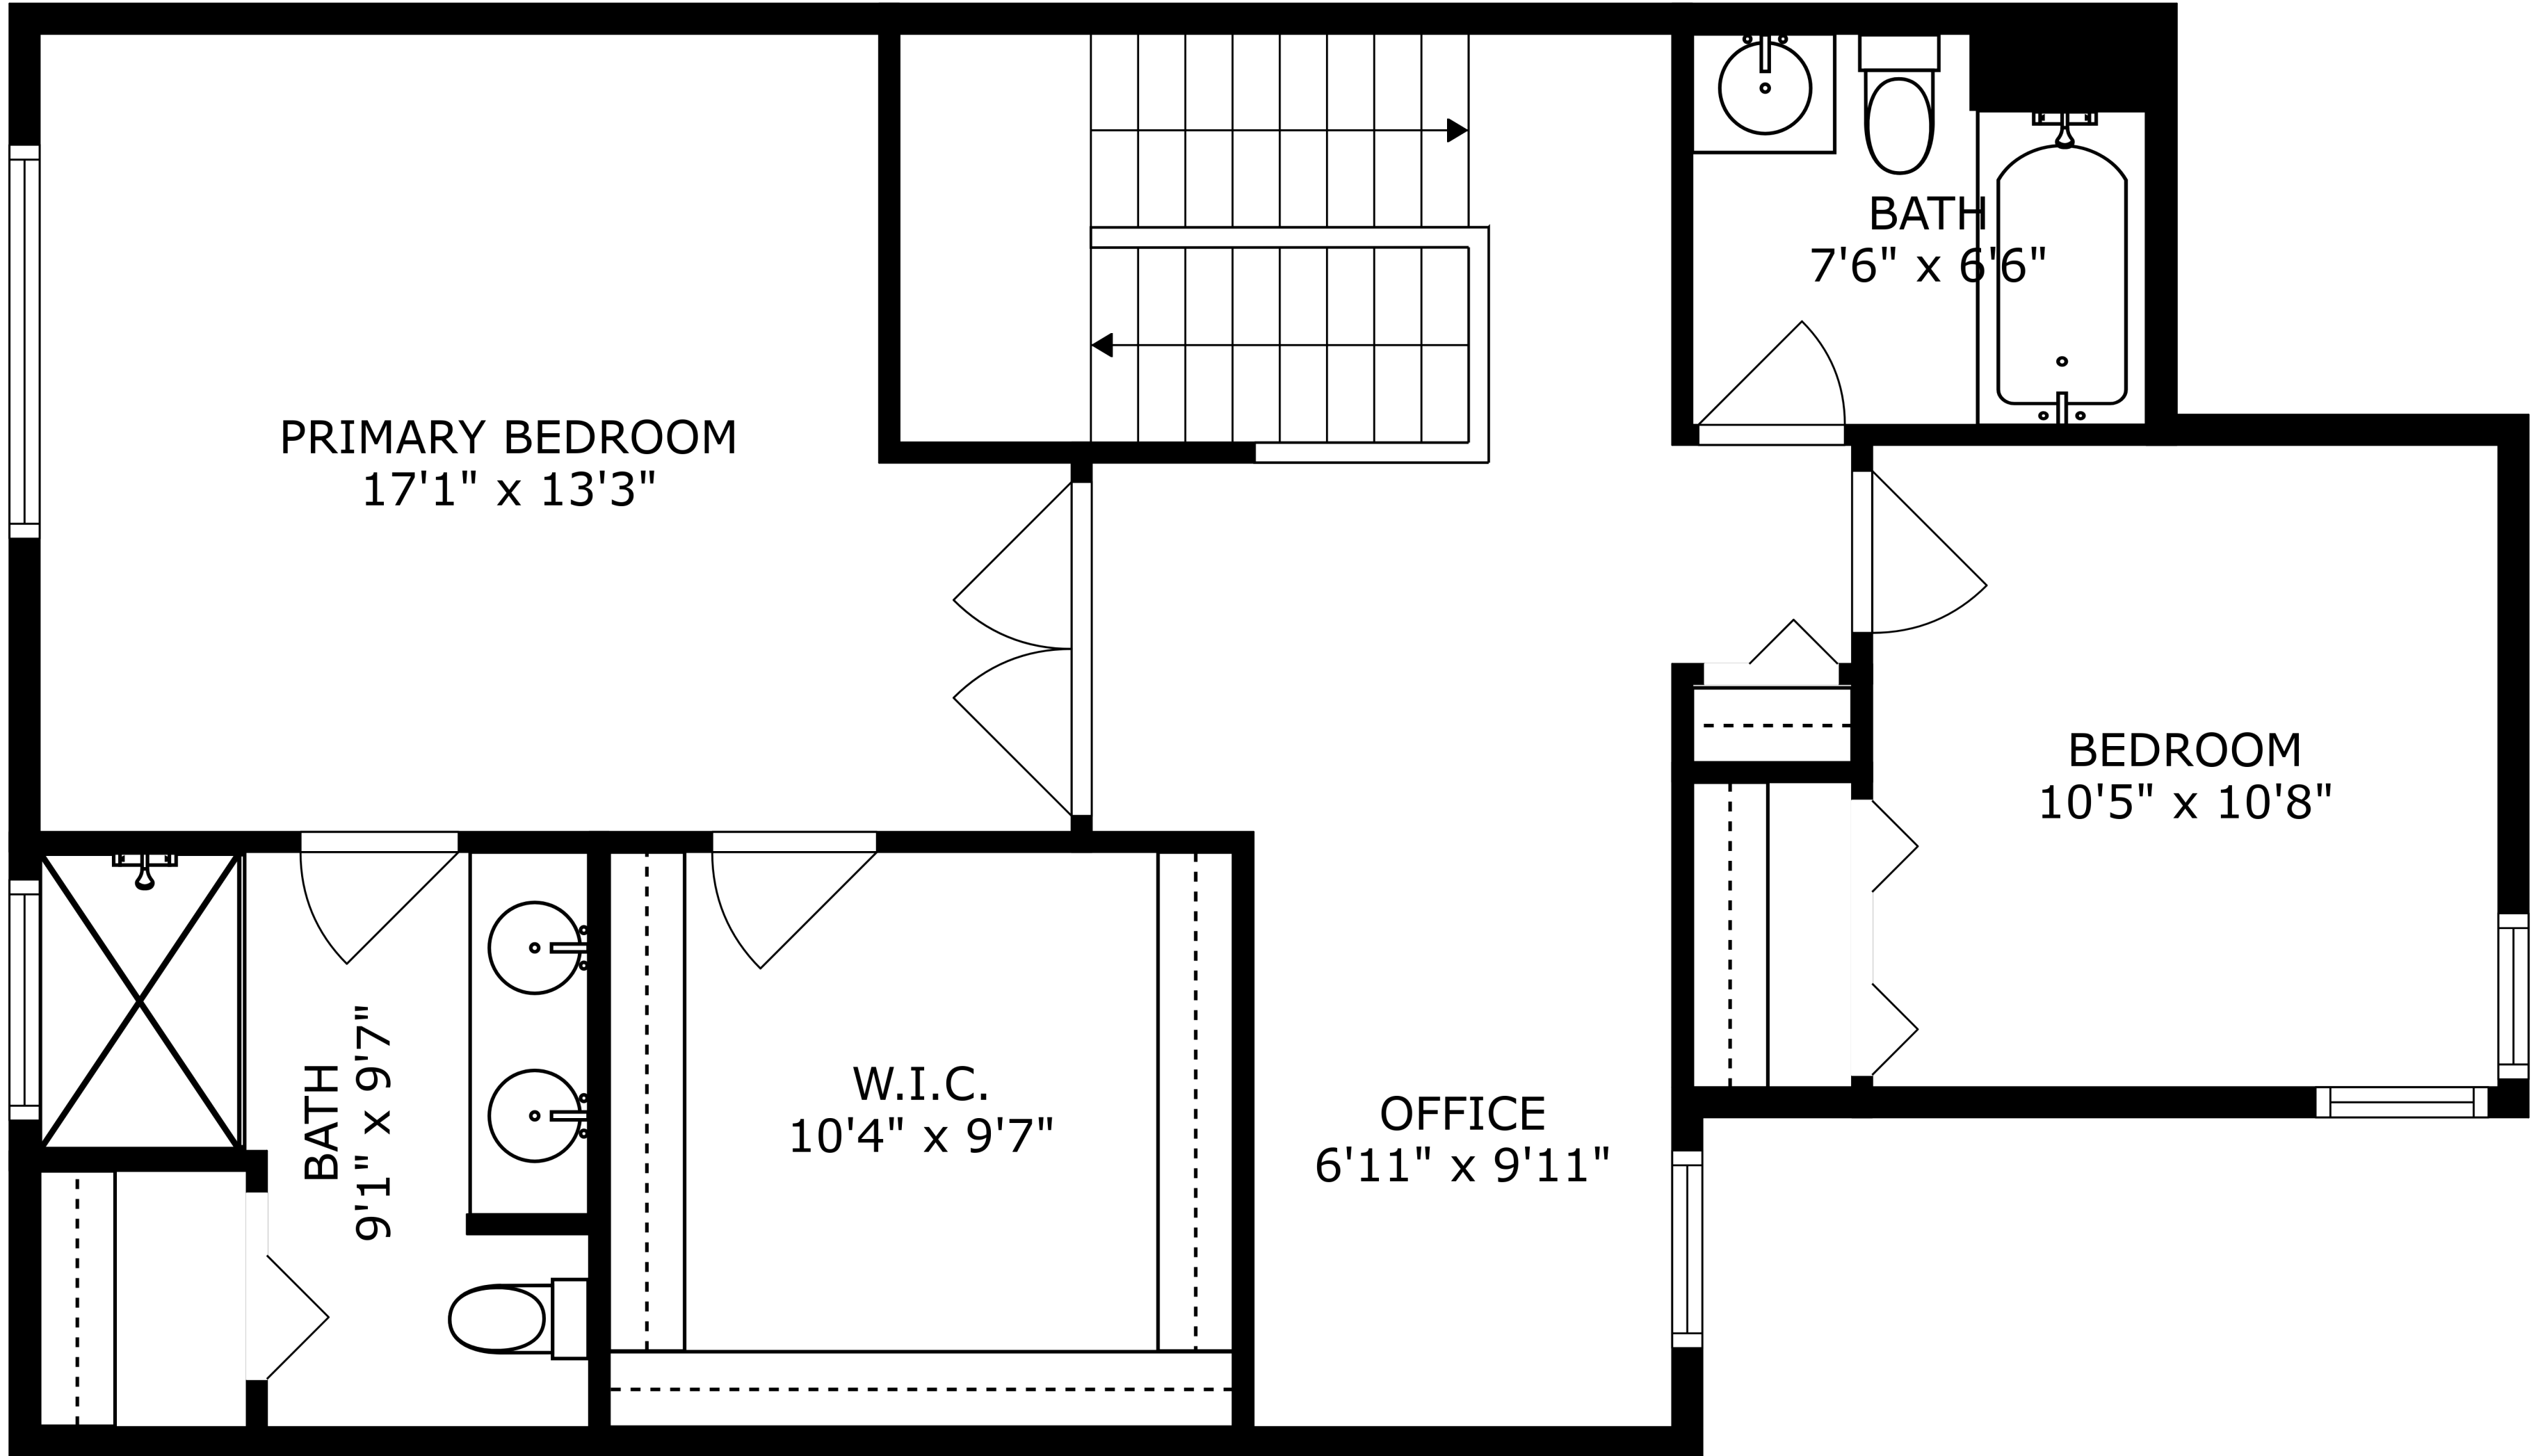 BATH
7'6" x 6'6"
PRIMARY BEDROOM
17'1" x 13'3"
BEDROOM
10'5" x 10'8"
BATH
9'1" x 9'7"
W.I.C.
10'4" x 9'7"
OFFICE
6'11" x 9'11"